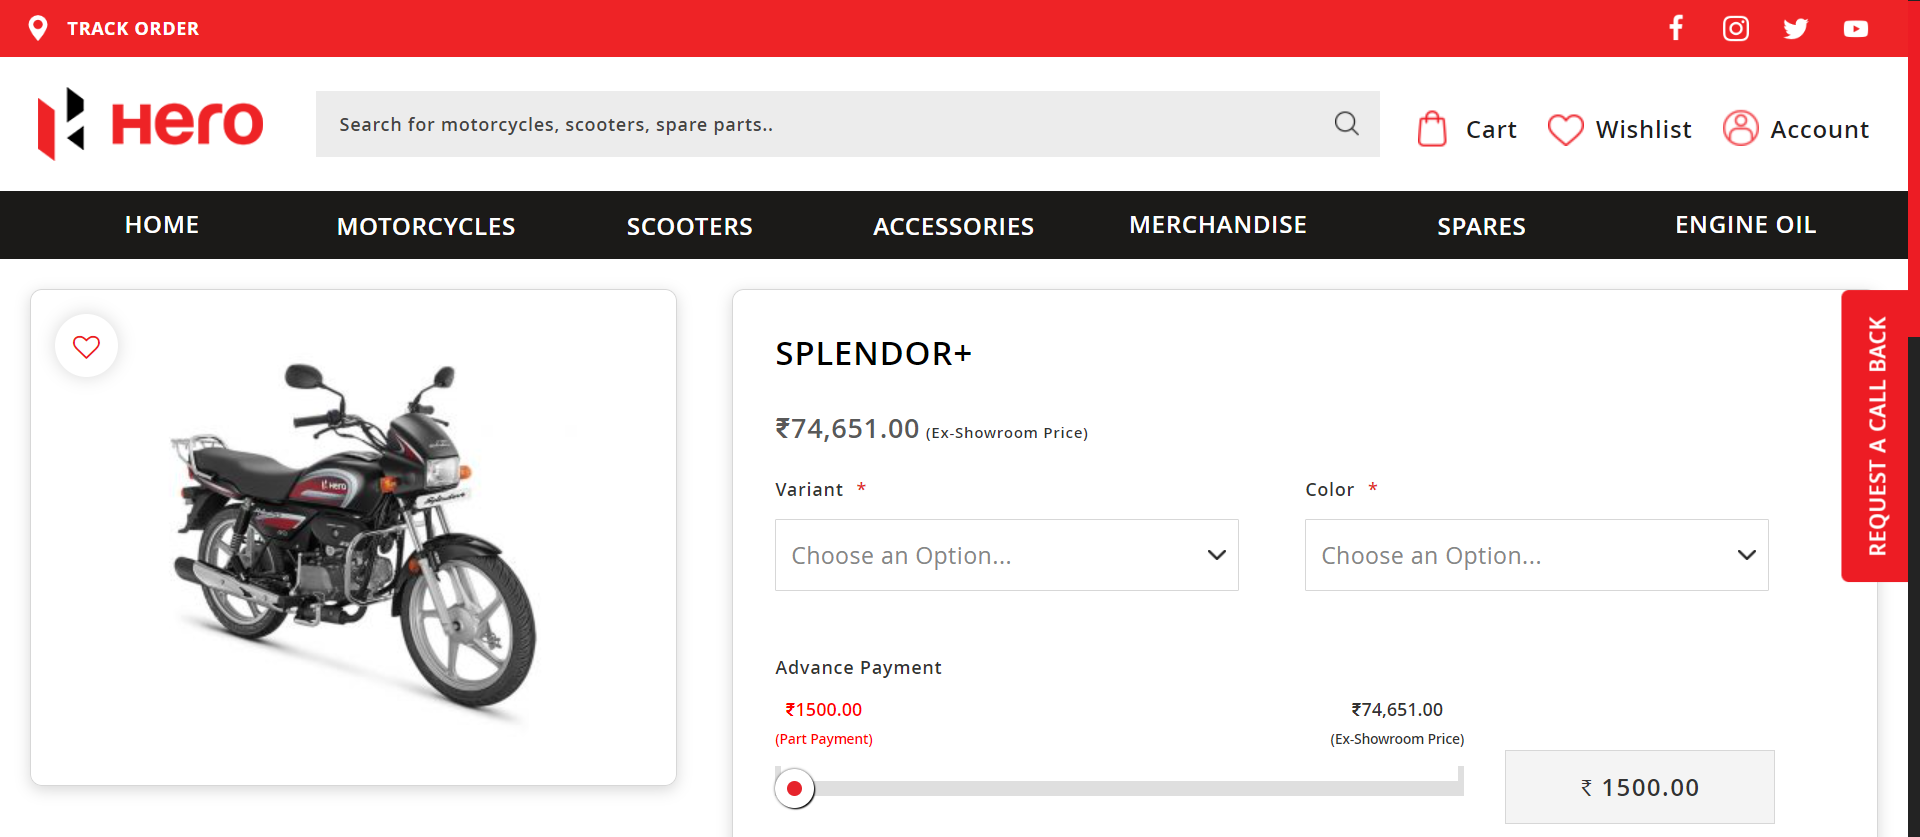 TRACK ORDER
Hero
Search for motorcycles, scooters, spare parts..
Cart
Wishlist
Account
HOME
MOTORCYCLES
SCOOTERS
ACCESSORIES
MERCHANDISE
SPARES
ENGINE OIL
SPLENDOR+
₹74,651.00 (Ex-Showroom Price)
Variant *
Color *
Choose an Option...
Choose an Option...
Advance Payment
₹1500.00
₹74,651.00
(Part Payment)
(Ex-Showroom Price)
₹ 1500.00
REQUEST A CALL BACK
Hero
Splendor+